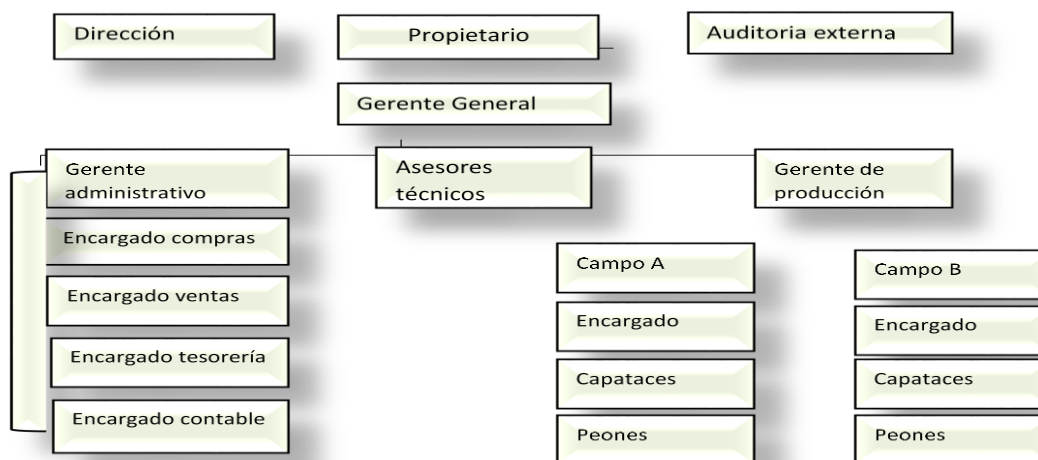 Dirección
Propietario
Auditoria externa
Gerente General
Gerente
administrativo
Asesores
técnicos
Gerente de
producción
Encargado compras
Encargado ventas
Encargado tesorería
Encargado contable
Campo A
Encargado
Capataces
Peones
Campo B
Encargado
Capataces
Peones